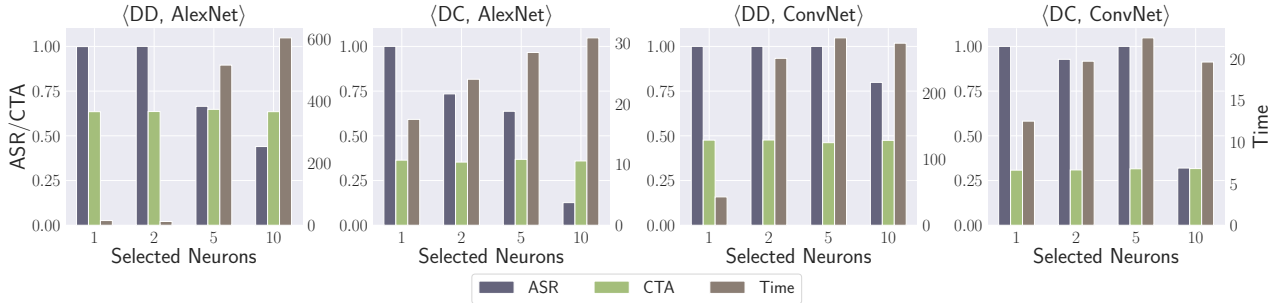 ⟨DD, AlexNet⟩
ASR/CTA
1.00
0.75
0.50
0.25
0.00
600
400
200
0
1 2 5 10
Selected Neurons
⟨DC, AlexNet⟩
1.00
0.75
0.50
0.25
0.00
30
20
10
0
1 2 5 10
Selected Neurons
⟨DD, ConvNet⟩
1.00
0.75
0.50
0.25
0.00
200
100
0
1 2 5 10
Selected Neurons
⟨DC, ConvNet⟩
1.00
0.75
0.50
0.25
0.00
20
15
10
5
0
Time
1 2 5 10
Selected Neurons
ASR CTA Time